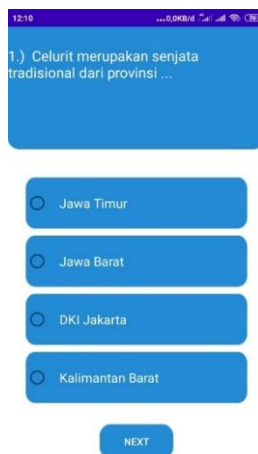 12:10
...0,0KB/d
1.) Celurit merupakan senjata
tradisional dari provinsi ...
Jawa Timur
Jawa Barat
DKI Jakarta
Kalimantan Barat
NEXT